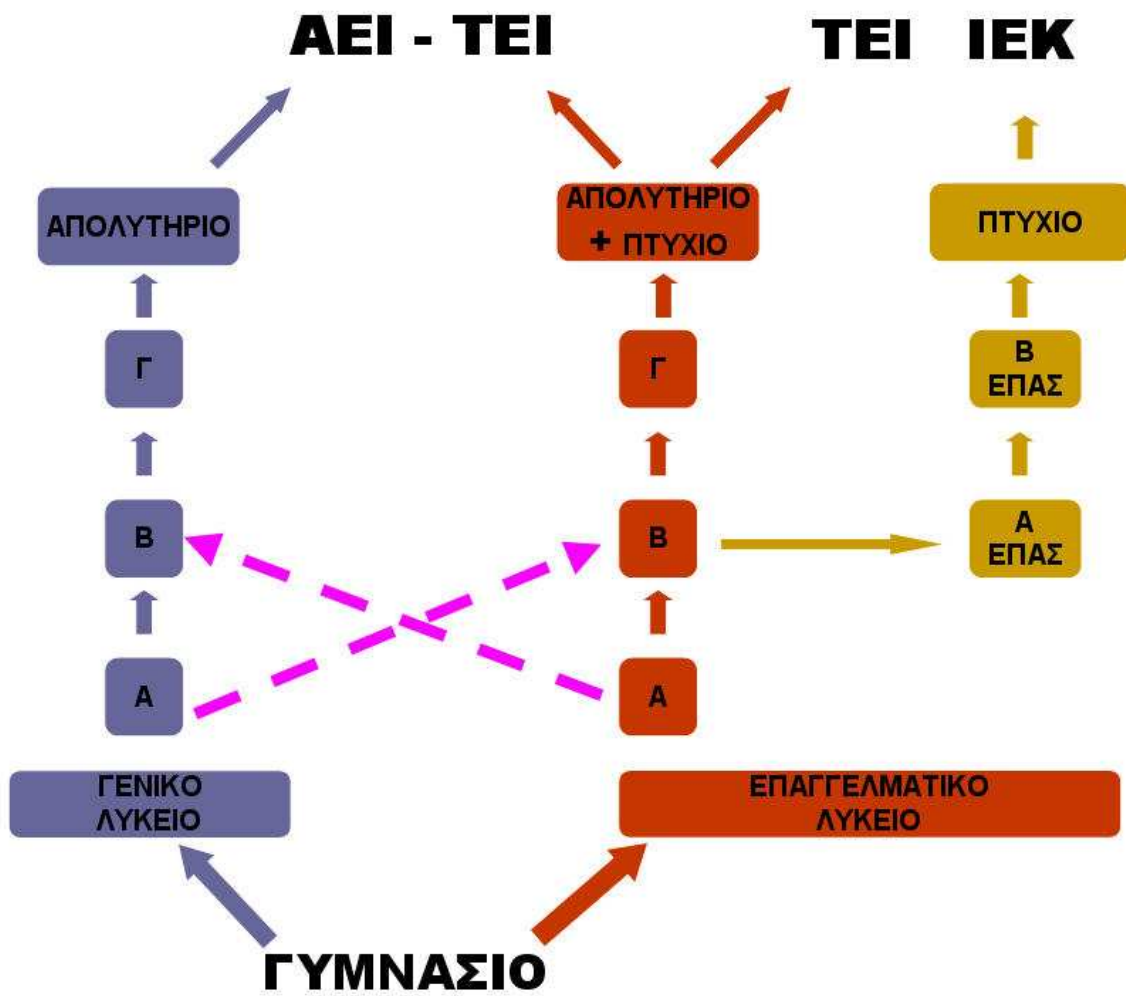 ΑΕΙ - ΤΕΙ
ΤΕΙ ΙΕΚ
ΑΠΟΛΥΤΗΡΙΟ
ΑΠΟΛΥΤΗΡΙΟ
+ ΠΤΥΧΙΟ
ΠΤΥΧΙΟ
Γ
Γ
Β
ΕΠΑΣ
Β
Β
Α
ΕΠΑΣ
Α
Α
ΓΕΝΙΚΟ
ΛΥΚΕΙΟ
ΕΠΑΓΓΕΛΜΑΤΙΚΟ
ΛΥΚΕΙΟ
ΓΥΜΝΑΣΙΟ